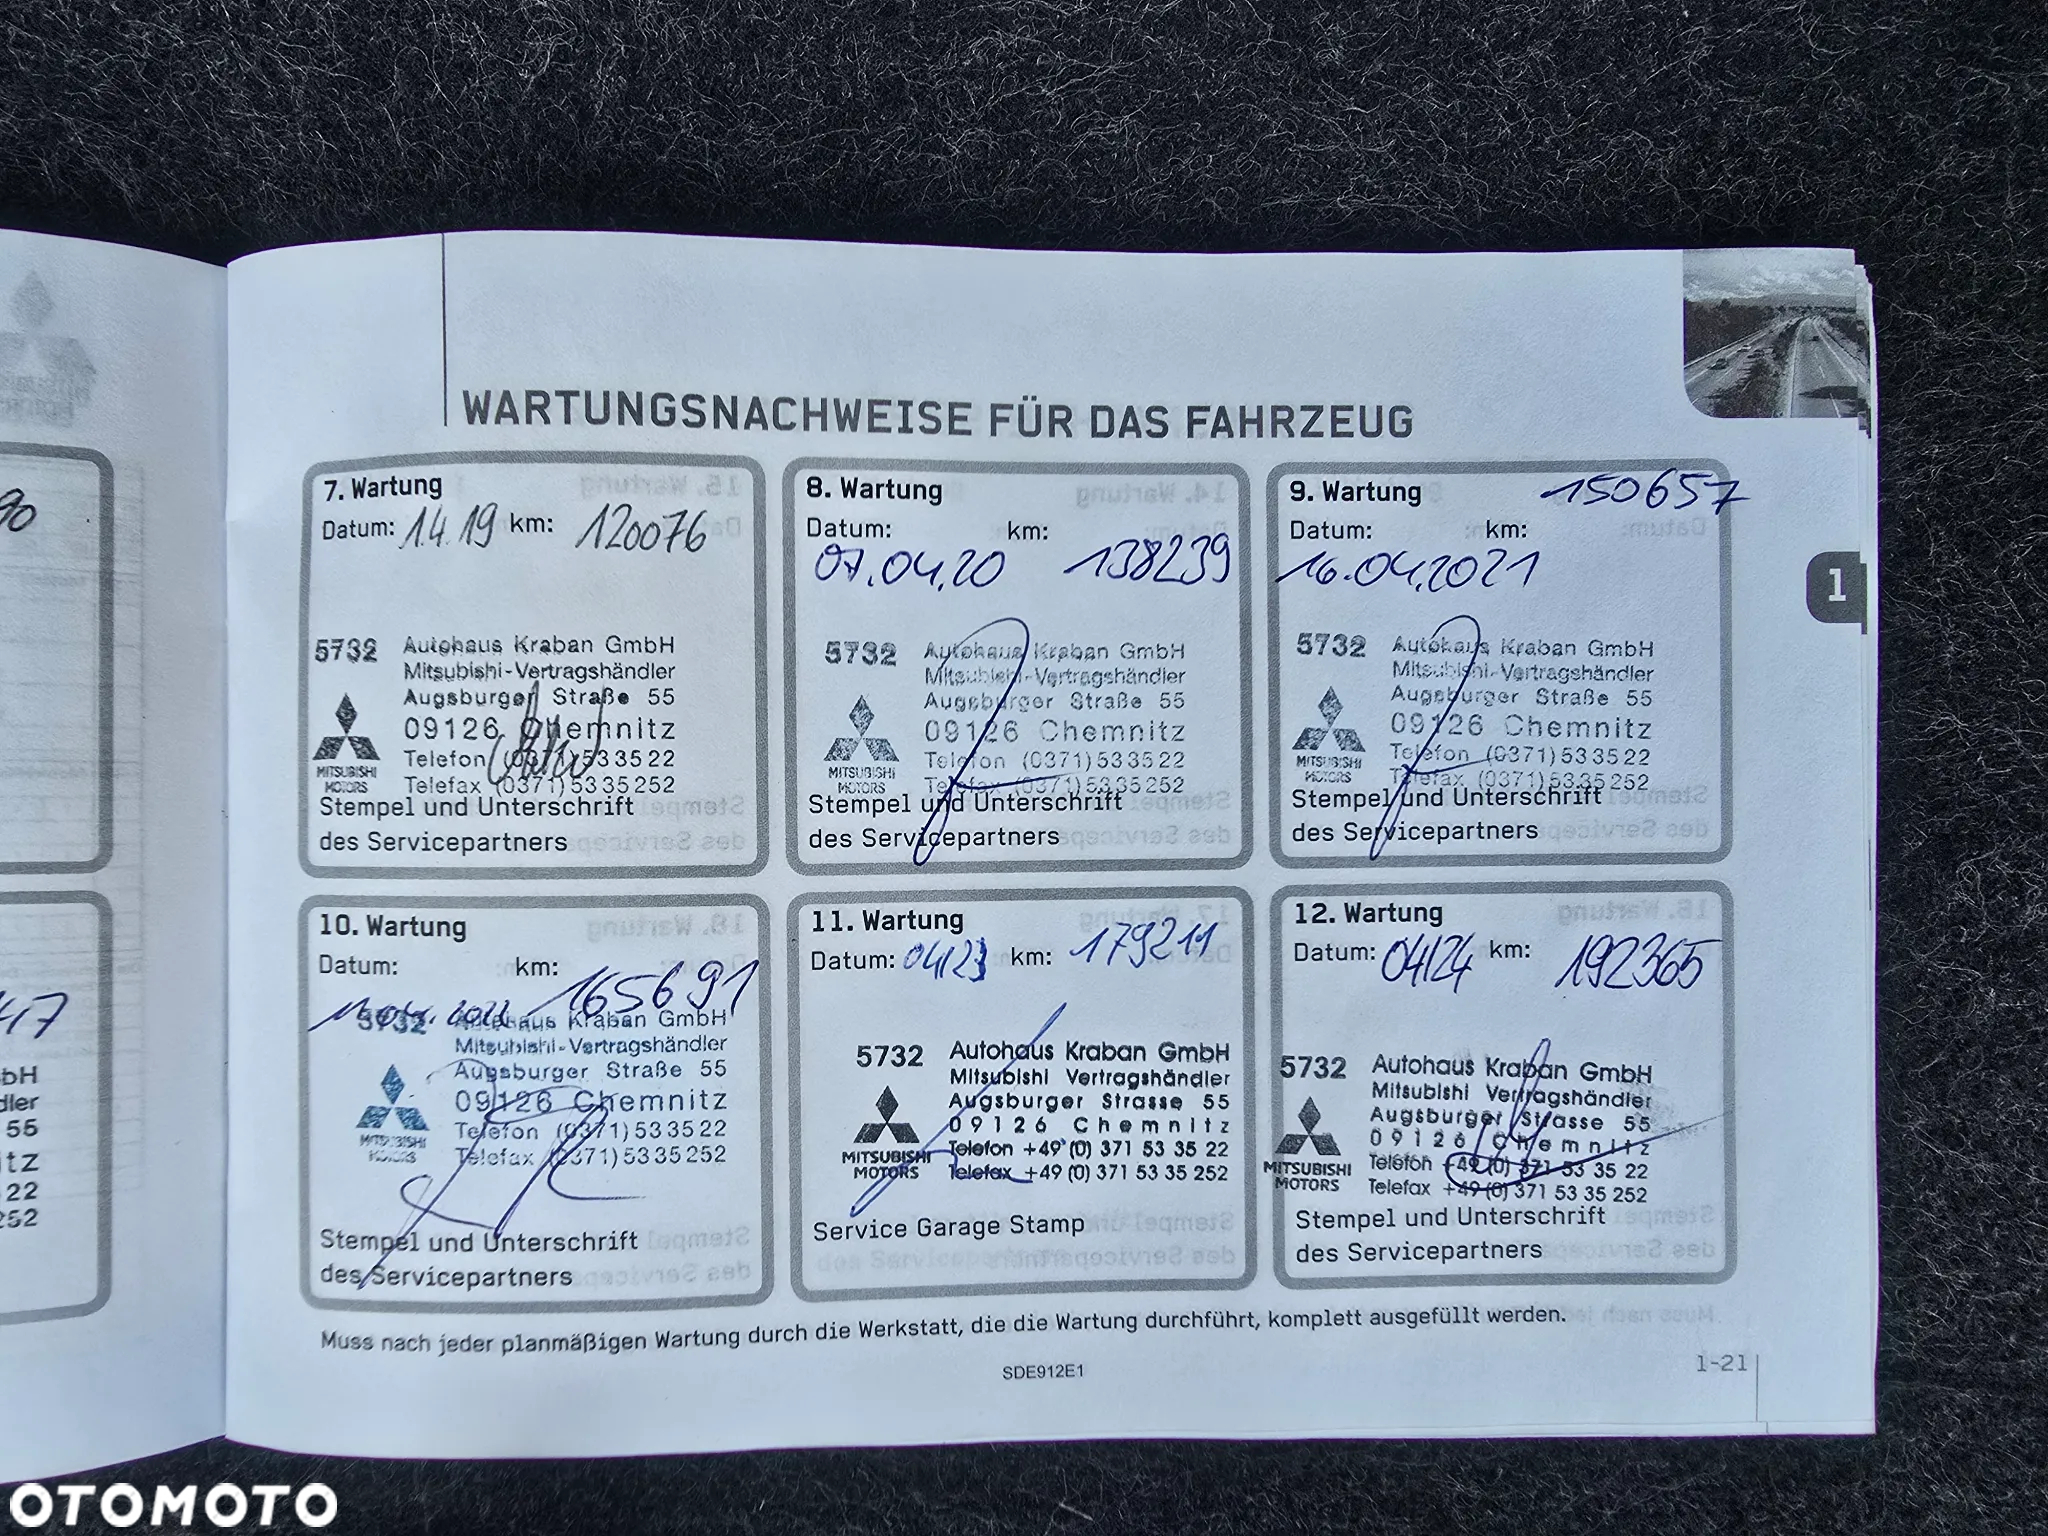 WARTUNGSNACHWEISE FÜR DAS FAHRZEUG
7. Wartung
Datum: 1.4.19 km: 120076
5732 Autohaus Kraban GmbH
Mitsubishi-Vertragshändler
Augsburger Straße 55
09126 Chemnitz
Telefon (0371) 53 35 22
Telefax (0371) 53 35 252
MITSUBISHI
MOTORS
Stempel und Unterschrift
des Servicepartners
8. Wartung
Datum: km:
07.04.20 138239
5732 Autohaus Kraban GmbH
Mitsubishi-Vertragshändler
Augsburger Straße 55
09126 Chemnitz
Telefon (0371) 53 35 22
Telefax (0371) 53 35 252
MITSUBISHI
MOTORS
Stempel und Unterschrift
des Servicepartners
9. Wartung 150657
Datum: km:
16.04.2021
5732 Autohaus Kraban GmbH
Mitsubishi-Vertragshändler
Augsburger Straße 55
09126 Chemnitz
Telefon (0371) 53 35 22
Telefax (0371) 53 35 252
MITSUBISHI
MOTORS
Stempel und Unterschrift
des Servicepartners
1
10. Wartung
Datum: km:
165691
5732 Autohaus Kraban GmbH
Mitsubishi-Vertragshändler
Augsburger Straße 55
09126 Chemnitz
Telefon (0371) 53 35 22
Telefax (0371) 53 35 252
MITSUBISHI
MOTORS
Stempel und Unterschrift
des Servicepartners
11. Wartung
Datum: 04/23 km: 179211
5732 Autohaus Kraban GmbH
Mitsubishi Vertragshändler
Augsburger Strasse 55
09126 Chemnitz
Telefon +49 (0) 371 53 35 22
Telefax +49 (0) 371 53 35 252
MITSUBISHI
MOTORS
Service Garage Stamp
12. Wartung
Datum: 04/24 km: 192365
5732 Autohaus Kraban GmbH
Mitsubishi Vertragshändler
Augsburger Strasse 55
09126 Chemnitz
Telefon +49 (0) 371 53 35 22
Telefax +49 (0) 371 53 35 252
MITSUBISHI
MOTORS
Stempel und Unterschrift
des Servicepartners
Muss nach jeder planmäßigen Wartung durch die Werkstatt, die die Wartung durchführt, komplett ausgefüllt werden.
SDE912E1
1-21
OTOMOTO